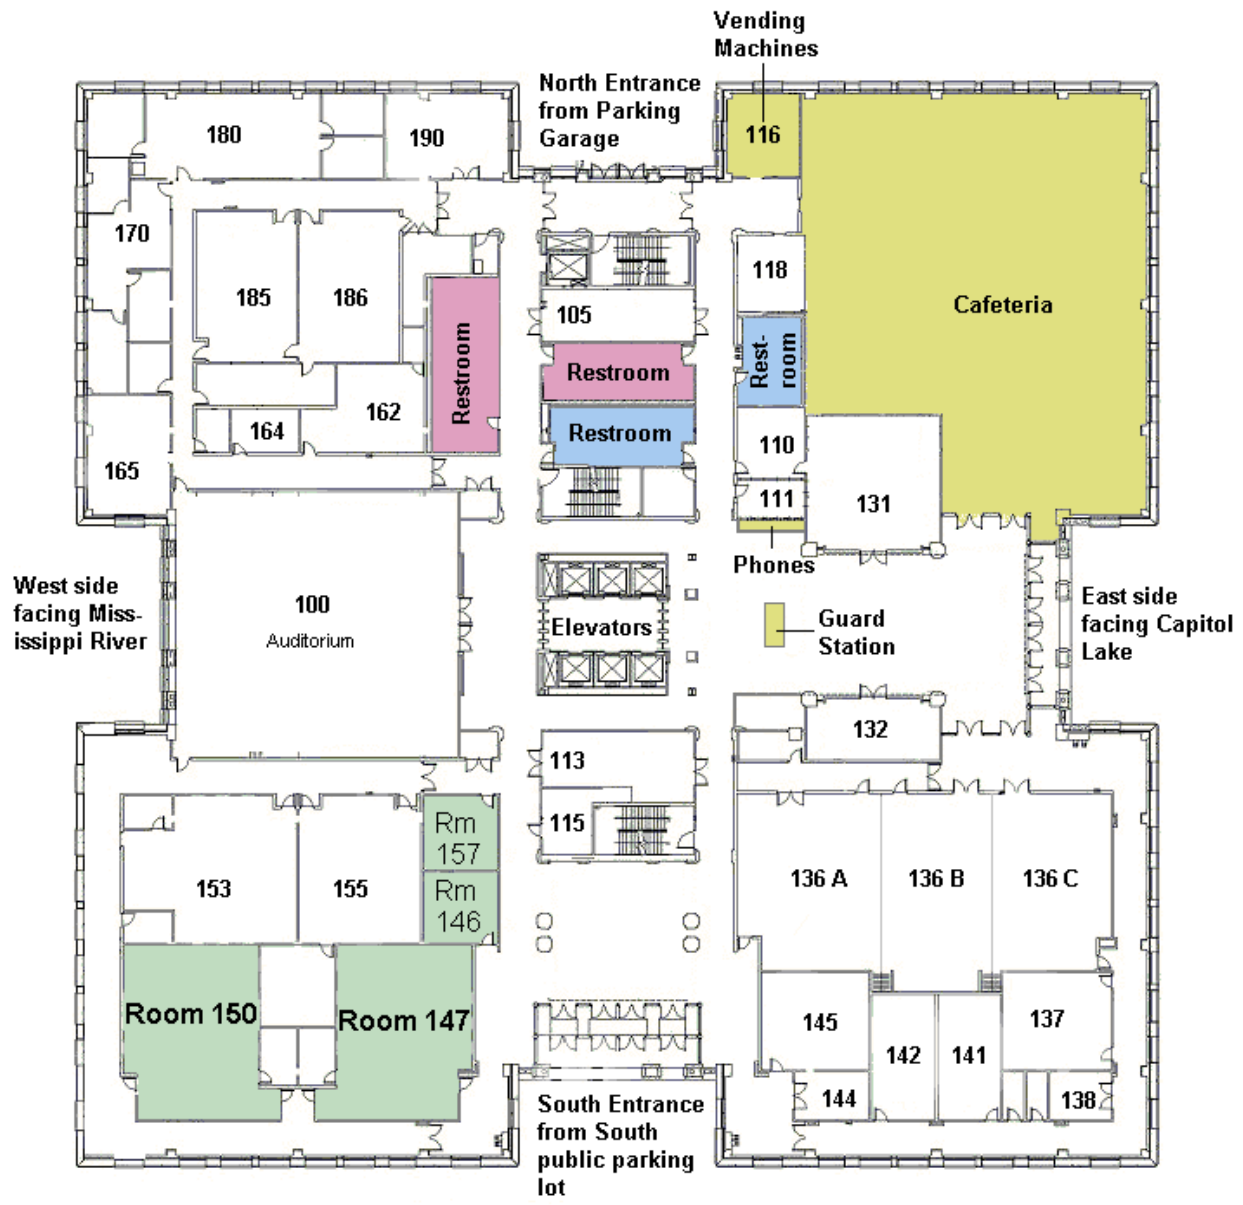 Vending
Machines
North Entrance
from Parking
Garage
116
180
190
170
118
185
186
105
Cafeteria
Restroom
Restroom
Rest-
room
162
164
Restroom
110
165
111
131
Phones
West side
facing Miss-
issippi River
100
Auditorium
Elevators
Guard
Station
East side
facing Capitol
Lake
132
113
115
Rm
157
153
155
Rm
146
136 A
136 B
136 C
Room 150
Room 147
145
137
142
141
144
138
South Entrance
from South
public parking
lot